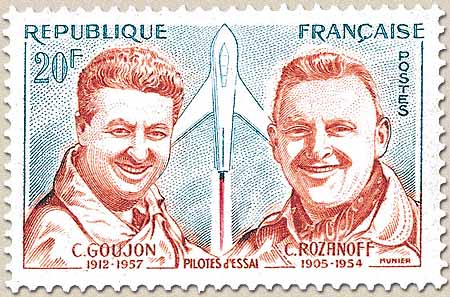 REPUBLIQUE FRANÇAISE
20F
POSTES
C.GOUJON C.ROZANOFF
1912-1957 PILOTES d'ESSAI 1905-1954 MUNIER